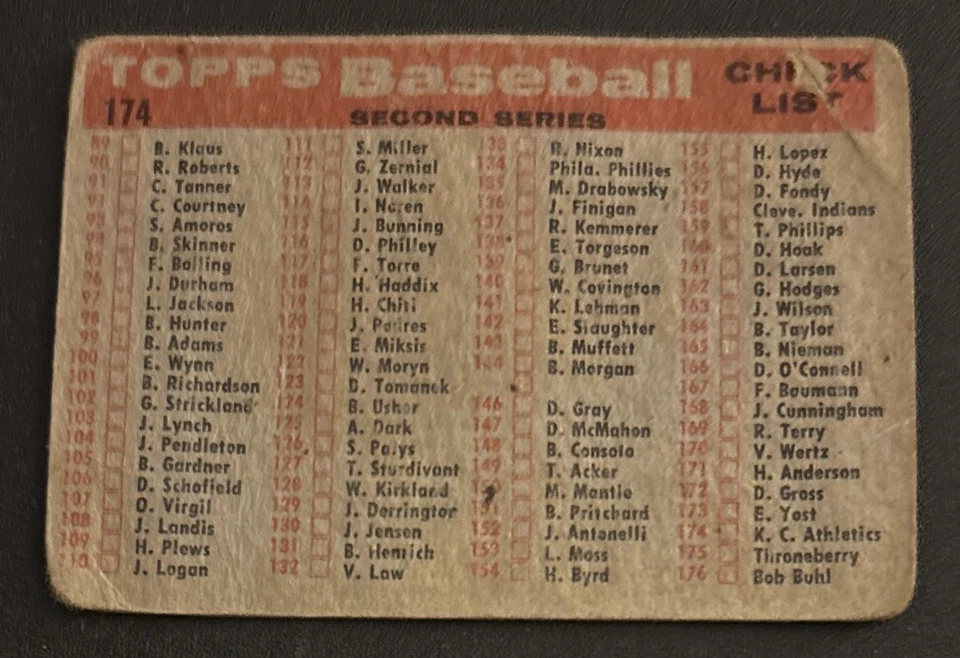 TOPPS Baseball
CHECK LIST
174
SECOND SERIES
89 B. Klaus
90 R. Roberts
91 C. Tanner
92 C. Courtney
93 S. Amoros
94 B. Skinner
95 F. Bolling
96 J. Durham
97 L. Jackson
98 B. Hunter
99 B. Adams
100 E. Wynn
101 B. Richardson
102 G. Strickland
103 J. Lynch
104 J. Pendleton
105 B. Gardner
106 D. Schofield
107 O. Virgil
108 J. Landis
109 H. Plews
110 J. Logan
111 S. Miller
112 G. Zernial
113 J. Walker
114 I. Noren
115 J. Bunning
116 D. Philley
117 F. Torre
118 H. Haddix
119 H. Chiti
120 J. Podres
121 E. Miksis
122 W. Moryn
123 D. Tomanek
124 B. Usher
125 A. Dark
126 S. Palys
127 T. Sturdivant
128 W. Kirkland
129 J. Derrington
130 J. Jensen
131 B. Henrich
132 V. Law
133 R. Nixon
134 Phila. Phillies
135 M. Drabowsky
136 J. Finigan
137 R. Kemmerer
138 E. Torgeson
139 G. Brunet
140 W. Covington
141 K. Lehman
142 E. Slaughter
143 B. Muffett
144 B. Morgan
146 D. Gray
147 D. McMahon
148 B. Consolo
149 T. Acker
150 M. Mantle
151 B. Pritchard
152 J. Antonelli
153 L. Moss
154 H. Byrd
155 H. Lopez
156 D. Hyde
157 D. Fondy
158 Cleve. Indians
159 T. Phillips
160 D. Hoak
161 D. Larsen
162 G. Hodges
163 J. Wilson
164 B. Taylor
165 B. Nieman
166 D. O'Connell
167 F. Baumann
168 J. Cunningham
169 R. Terry
170 V. Wertz
171 H. Anderson
172 D. Gross
173 E. Yost
174 K. C. Athletics
175 Throneberry
176 Bob Buhl